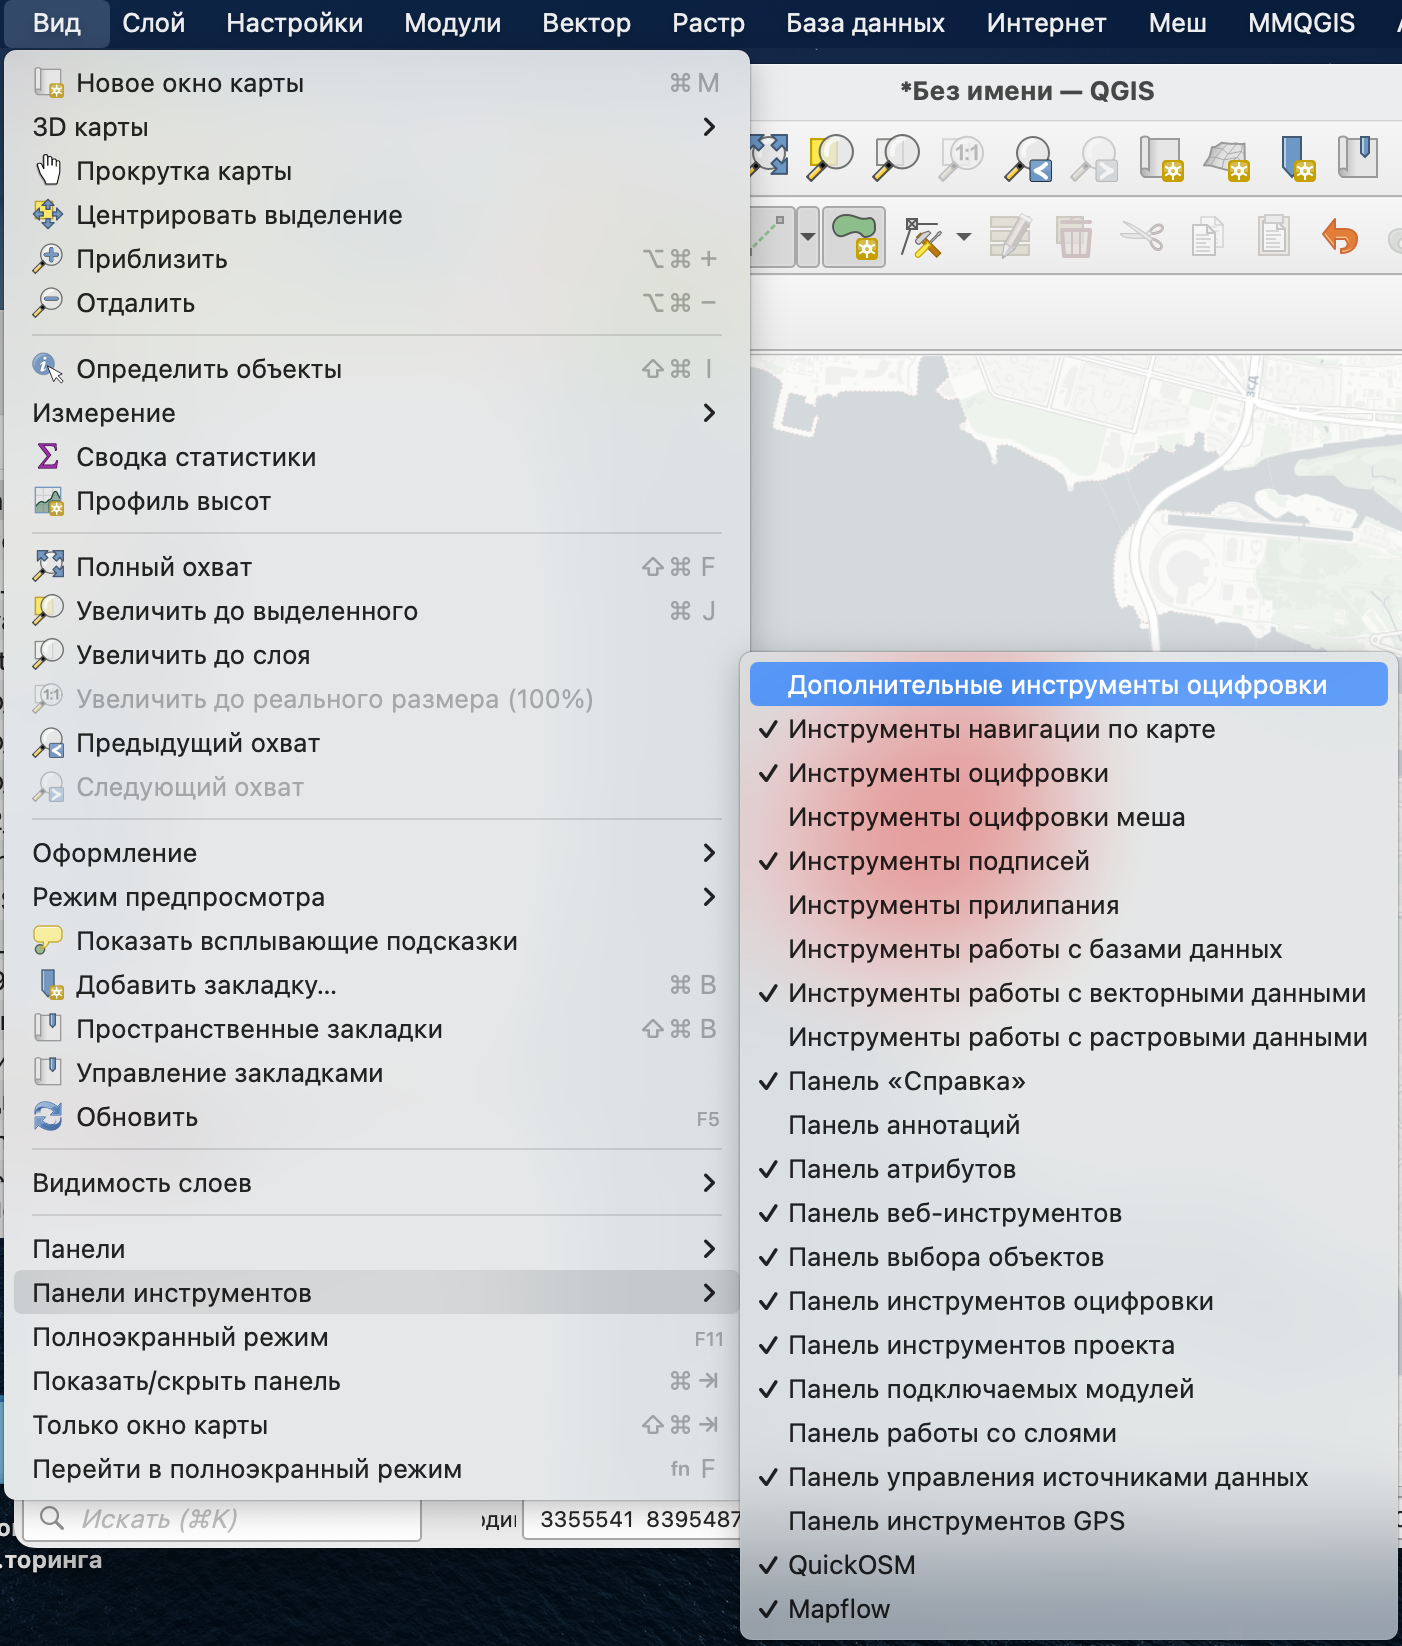 Вид Слой Настройки Модули Вектор Растр База данных Интернет Меш MMQGIS
*Без имени — QGIS
Новое окно карты ⌘ M
3D карты
Прокрутка карты
Центрировать выделение
Приблизить ⌥⌘ +
Отдалить ⌥⌘ −
Определить объекты ⇧⌘ I
Измерение
Сводка статистики
Профиль высот
Полный охват ⇧⌘ F
Увеличить до выделенного ⌘ J
Увеличить до слоя
Увеличить до реального размера (100%)
Предыдущий охват
Следующий охват
Оформление
Режим предпросмотра
Показать всплывающие подсказки
Добавить закладку... ⌘ B
Пространственные закладки ⇧⌘ B
Управление закладками
Обновить F5
Видимость слоев
Панели
Панели инструментов
Полноэкранный режим F11
Показать/скрыть панель ⌘ ⇥
Только окно карты ⇧⌘ ⇥
Перейти в полноэкранный режим fn F
1:1
ЗСД
Дополнительные инструменты оцифровки
✓ Инструменты навигации по карте
✓ Инструменты оцифровки
Инструменты оцифровки меша
✓ Инструменты подписей
Инструменты прилипания
Инструменты работы с базами данных
✓ Инструменты работы с векторными данными
Инструменты работы с растровыми данными
✓ Панель «Справка»
Панель аннотаций
✓ Панель атрибутов
✓ Панель веб-инструментов
✓ Панель выбора объектов
✓ Панель инструментов оцифровки
✓ Панель инструментов проекта
✓ Панель подключаемых модулей
Панель работы со слоями
✓ Панель управления источниками данных
Панель инструментов GPS
✓ QuickOSM
✓ Mapflow
Искать (⌘K)
3355541 8395487
.торинга